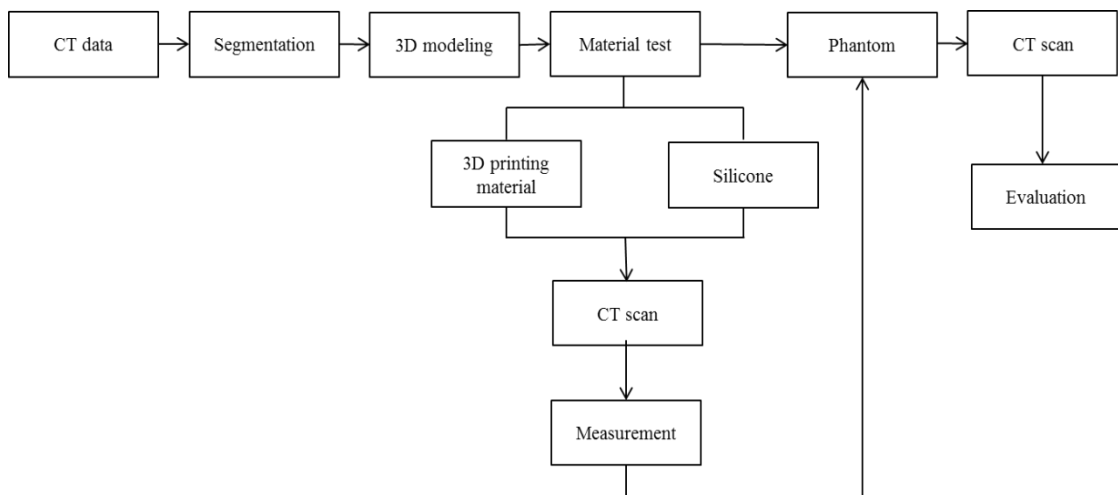 CT data
Segmentation
3D modeling
Material test
Phantom
CT scan
3D printing
material
Silicone
Evaluation
CT scan
Measurement